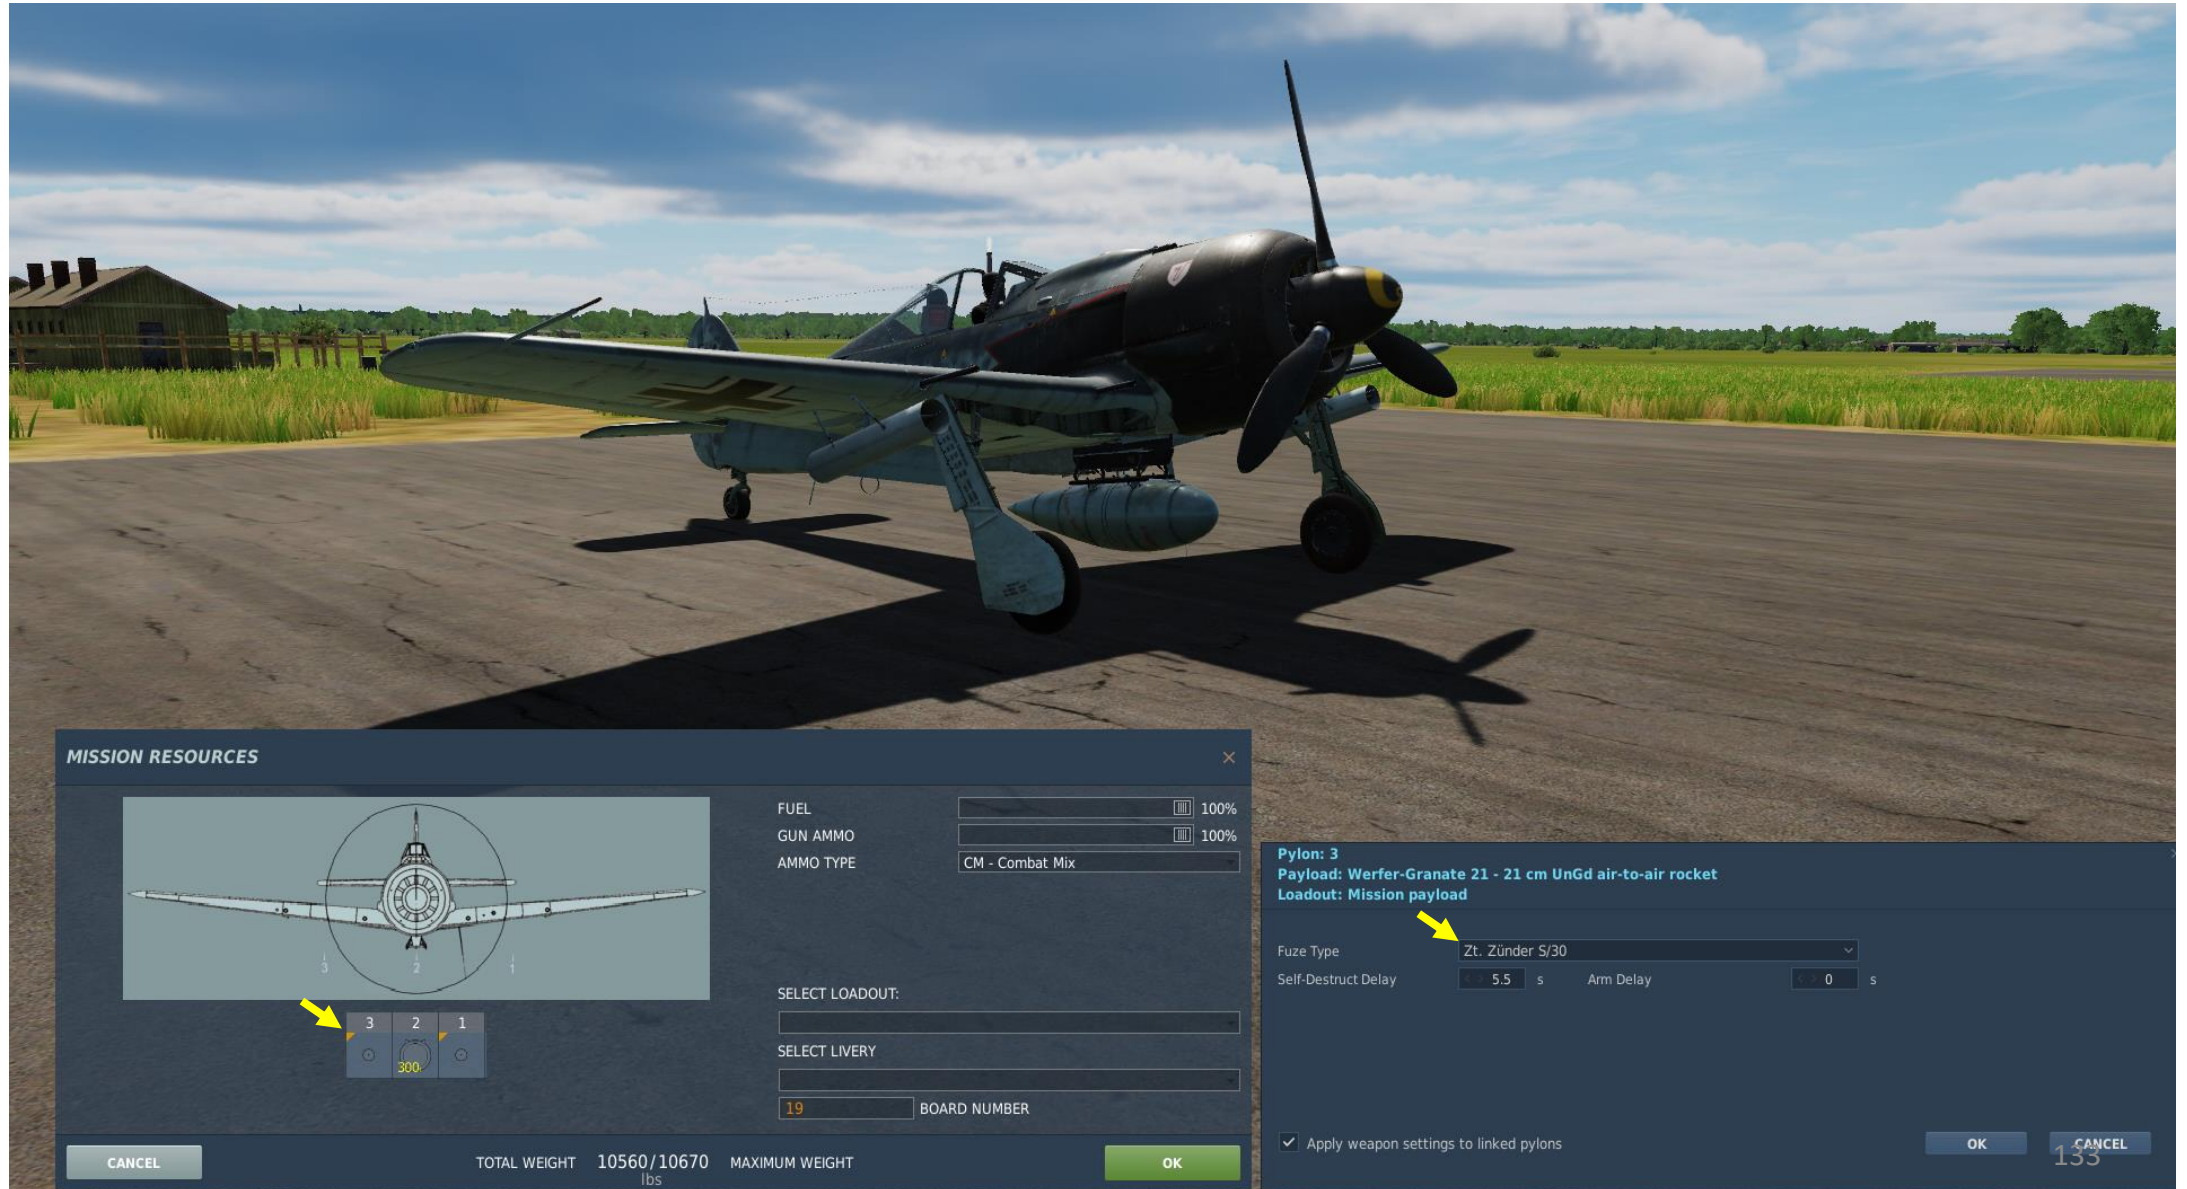 MISSION RESOURCES
FUEL 100%
GUN AMMO 100%
AMMO TYPE CM - Combat Mix
3 2 1
3 2 1
300
SELECT LOADOUT:
SELECT LIVERY
19 BOARD NUMBER
CANCEL TOTAL WEIGHT 10560/10670 MAXIMUM WEIGHT OK
lbs
Pylon: 3
Payload: Werfer-Granate 21 - 21 cm UnGd air-to-air rocket
Loadout: Mission payload
Fuze Type Zt. Zünder S/30
Self-Destruct Delay 5.5 s Arm Delay 0 s
Apply weapon settings to linked pylons OK CANCEL
133